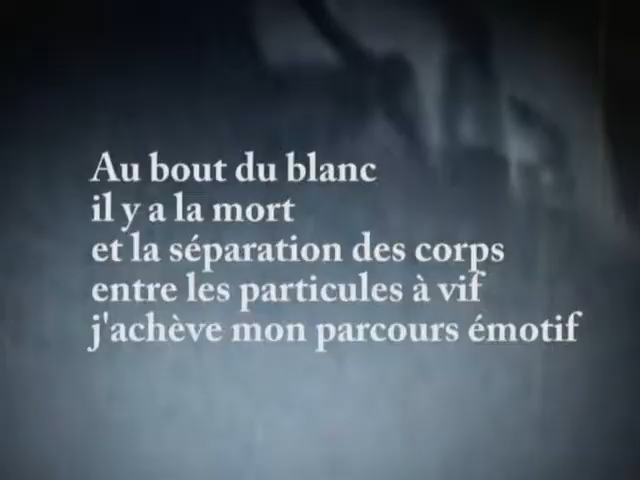 Au bout du blanc
il y a la mort
et la séparation des corps
entre les particules à vif
j'achève mon parcours émotif